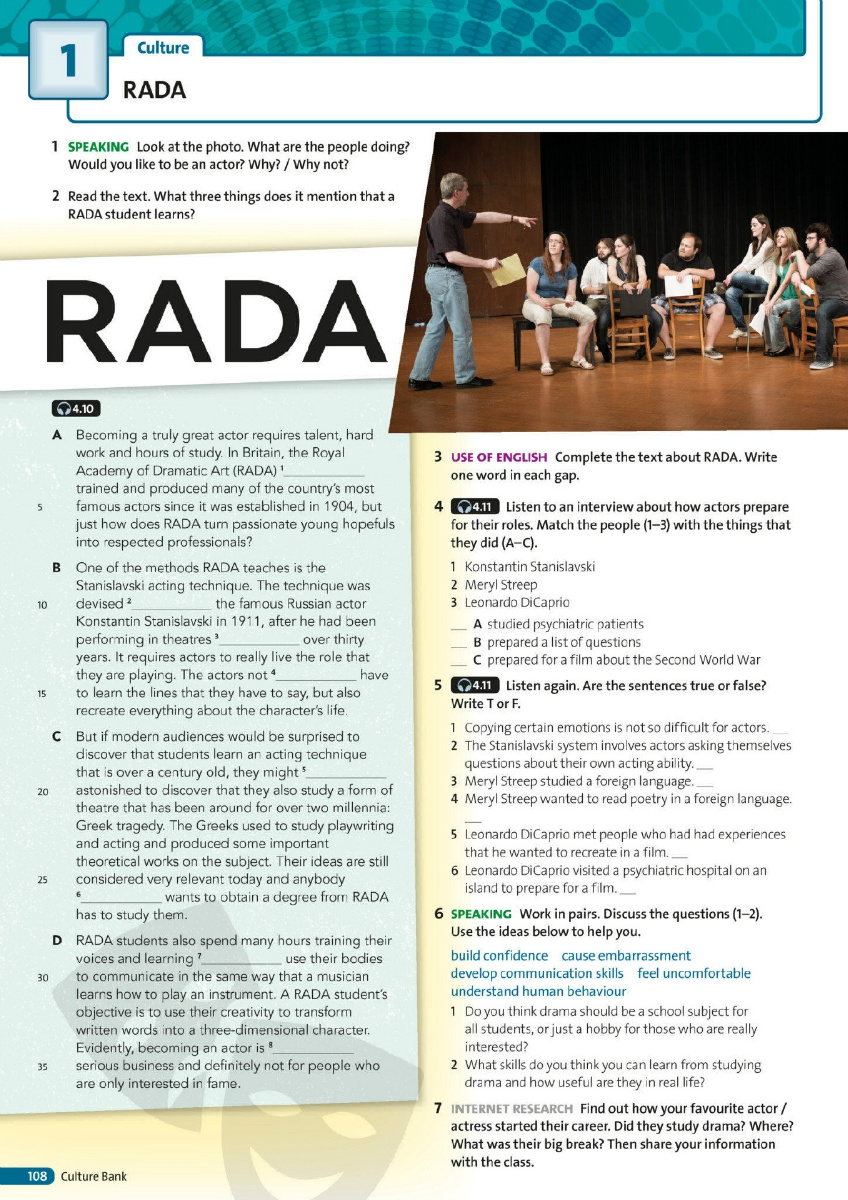 1
Culture
RADA
1 SPEAKING Look at the photo. What are the people doing?
Would you like to be an actor? Why? / Why not?
2 Read the text. What three things does it mention that a
RADA student learns?
RADA
4.10
A Becoming a truly great actor requires talent, hard
work and hours of study. In Britain, the Royal
Academy of Dramatic Art (RADA) 1____________
trained and produced many of the country's most
5 famous actors since it was established in 1904, but
just how does RADA turn passionate young hopefuls
into respected professionals?
B One of the methods RADA teaches is the
Stanislavski acting technique. The technique was
10 devised 2____________ the famous Russian actor
Konstantin Stanislavski in 1911, after he had been
performing in theatres 3____________ over thirty
years. It requires actors to really live the role that
they are playing. The actors not 4____________ have
15 to learn the lines that they have to say, but also
recreate everything about the character's life.
C But if modern audiences would be surprised to
discover that students learn an acting technique
that is over a century old, they might 5____________
20 astonished to discover that they also study a form of
theatre that has been around for over two millennia:
Greek tragedy. The Greeks used to study playwriting
and acting and produced some important
theoretical works on the subject. Their ideas are still
25 considered very relevant today and anybody
6____________ wants to obtain a degree from RADA
has to study them.
D RADA students also spend many hours training their
voices and learning 7____________ use their bodies
30 to communicate in the same way that a musician
learns how to play an instrument. A RADA student's
objective is to use their creativity to transform
written words into a three-dimensional character.
Evidently, becoming an actor is 8____________
35 serious business and definitely not for people who
are only interested in fame.
3 USE OF ENGLISH Complete the text about RADA. Write
one word in each gap.
4 4.11 Listen to an interview about how actors prepare
for their roles. Match the people (1–3) with the things that
they did (A–C).
1 Konstantin Stanislavski
2 Meryl Streep
3 Leonardo DiCaprio
__ A studied psychiatric patients
__ B prepared a list of questions
__ C prepared for a film about the Second World War
5 4.11 Listen again. Are the sentences true or false?
Write T or F.
1 Copying certain emotions is not so difficult for actors. __
2 The Stanislavski system involves actors asking themselves
questions about their own acting ability. __
3 Meryl Streep studied a foreign language. __
4 Meryl Streep wanted to read poetry in a foreign language.
__
5 Leonardo DiCaprio met people who had had experiences
that he wanted to recreate in a film. __
6 Leonardo DiCaprio visited a psychiatric hospital on an
island to prepare for a film. __
6 SPEAKING Work in pairs. Discuss the questions (1–2).
Use the ideas below to help you.
build confidence cause embarrassment
develop communication skills feel uncomfortable
understand human behaviour
1 Do you think drama should be a school subject for
all students, or just a hobby for those who are really
interested?
2 What skills do you think you can learn from studying
drama and how useful are they in real life?
7 INTERNET RESEARCH Find out how your favourite actor /
actress started their career. Did they study drama? Where?
What was their big break? Then share your information
with the class.
108 Culture Bank